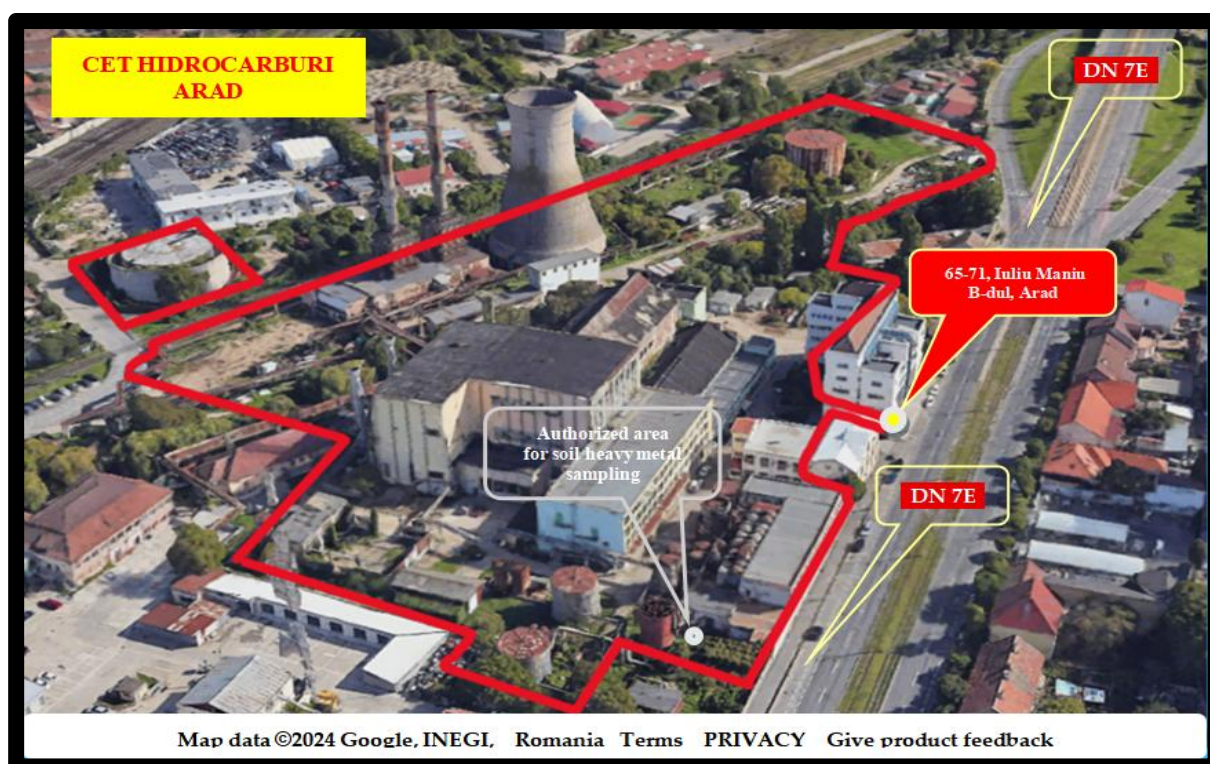 CET HIDROCARBURI
ARAD
DN 7E
65-71, Iuliu Maniu
B-dul, Arad
Authorized area
for soil heavy metal
sampling
DN 7E
Map data ©2024 Google, INEGI, Romania Terms PRIVACY Give product feedback